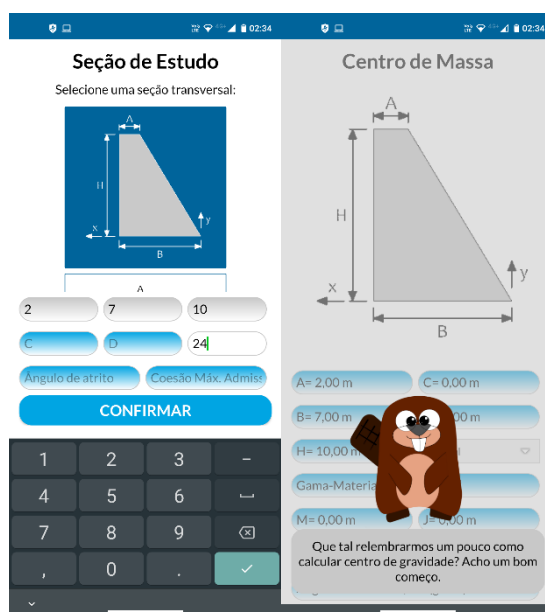 02:34
Seção de Estudo
Selecione uma seção transversal:
A
H
x
y
B
A
2
7
10
C
D
24
Ângulo de atrito
Coesão Máx. Admiss
CONFIRMAR
1 2 3 -
4 5 6
7 8 9
, 0 .
02:34
Centro de Massa
A
H
x
y
B
A= 2,00 m
C= 0,00 m
B= 7,00 m
00 m
H= 10,00 m
Gama-Materia
M= 0,00 m
J= 0,00 m
Que tal relembrarmos um pouco como
calcular centro de gravidade? Acho um bom
começo.